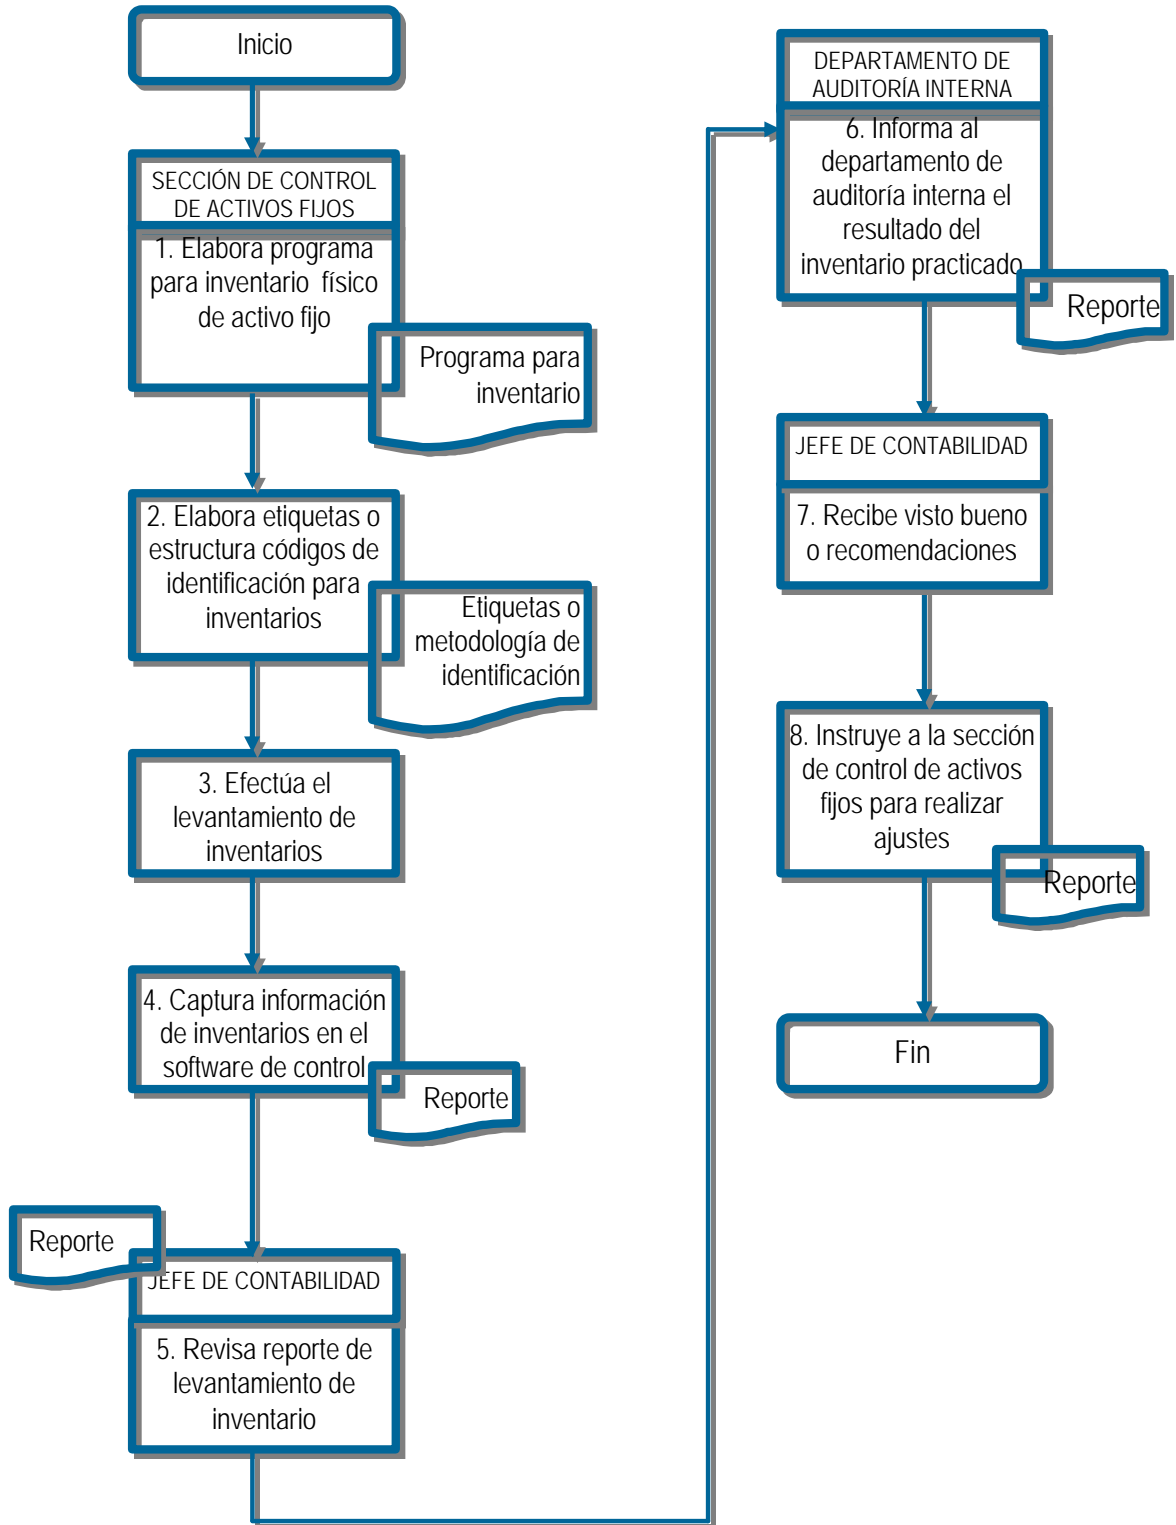 Inicio
SECCIÓN DE CONTROL
DE ACTIVOS FIJOS
1. Elabora programa
para inventario físico
de activo fijo
Programa para
inventario
2. Elabora etiquetas o
estructura códigos de
identificación para
inventarios
Etiquetas o
metodología de
identificación
3. Efectúa el
levantamiento de
inventarios
4. Captura información
de inventarios en el
software de control
Reporte
Reporte
JEFE DE CONTABILIDAD
5. Revisa reporte de
levantamiento de
inventario
DEPARTAMENTO DE
AUDITORÍA INTERNA
6. Informa al
departamento de
auditoría interna el
resultado del
inventario practicado
Reporte
JEFE DE CONTABILIDAD
7. Recibe visto bueno
o recomendaciones
8. Instruye a la sección
de control de activos
fijos para realizar
ajustes
Reporte
Fin